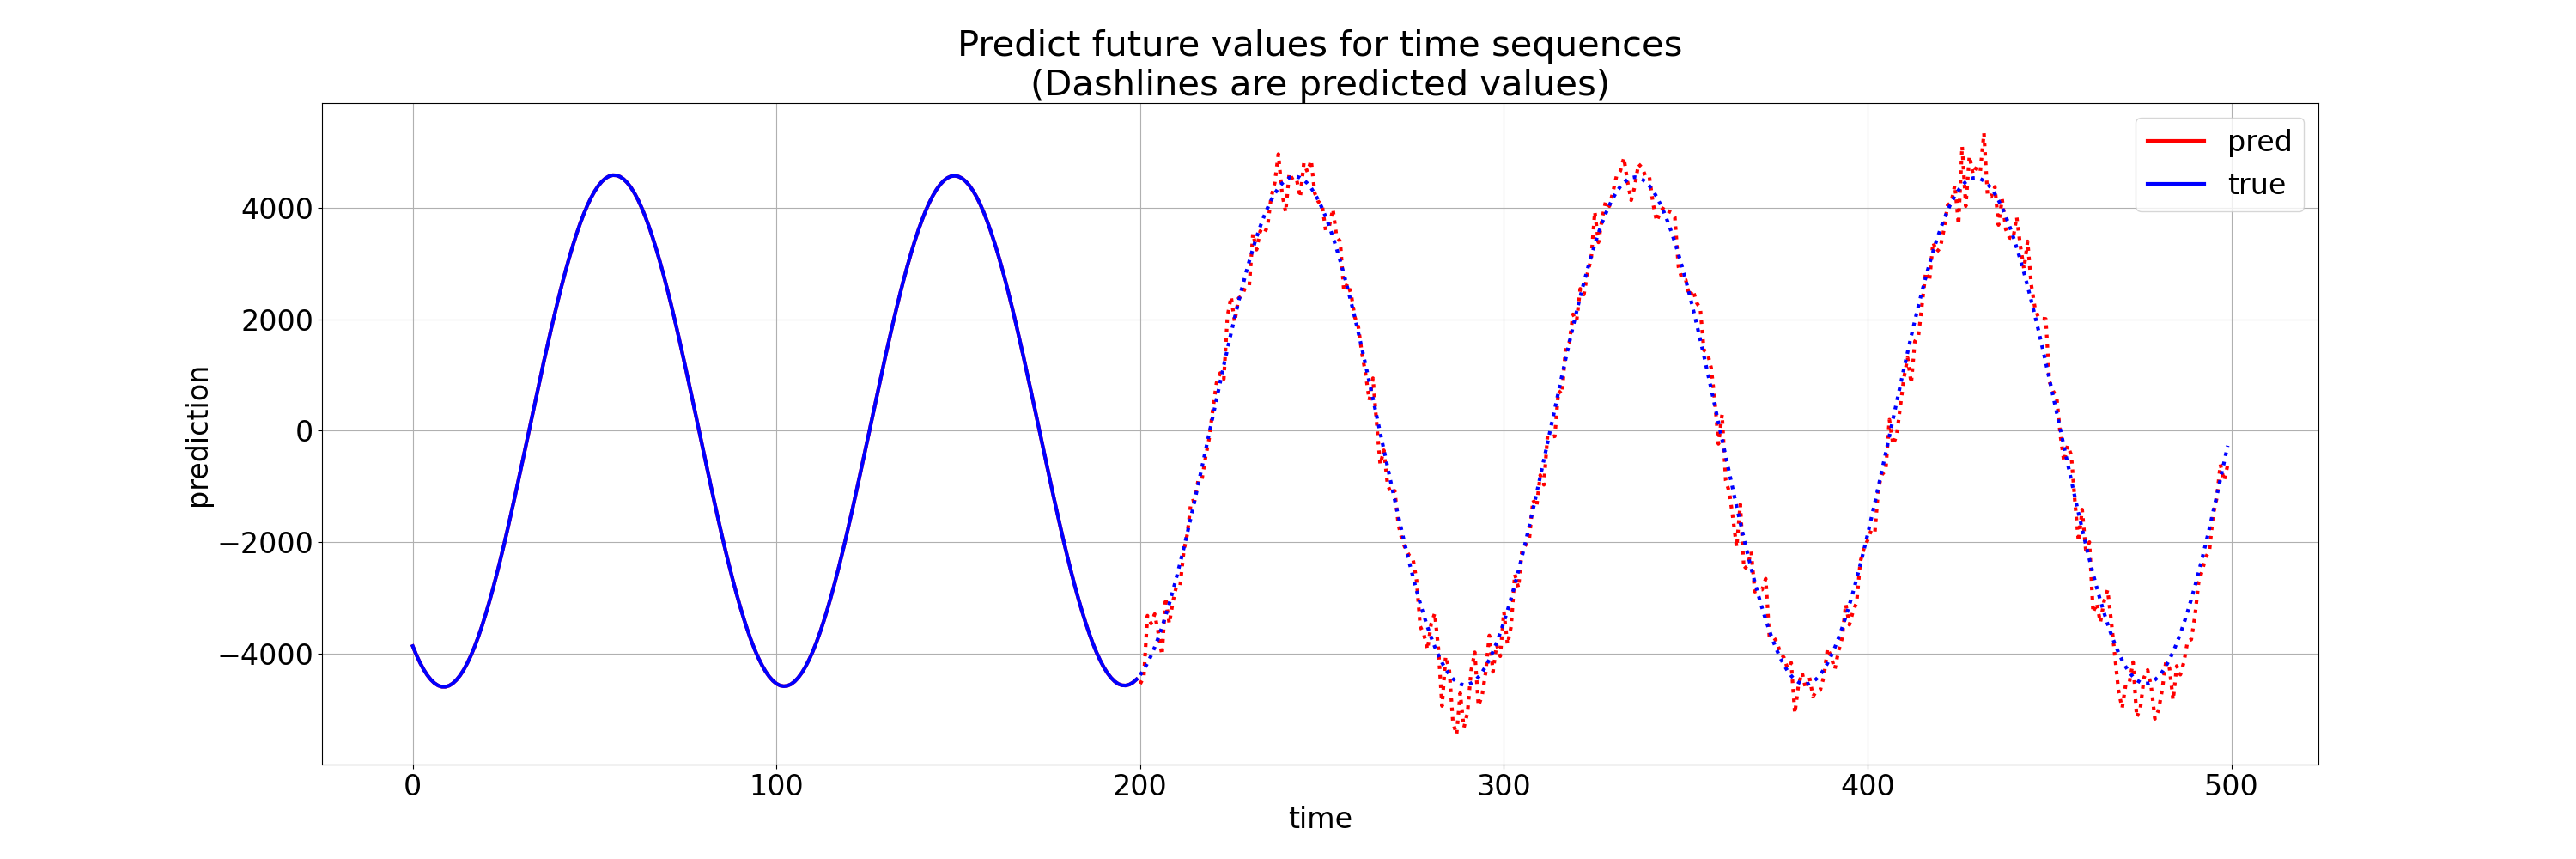 Predict future values for time sequences
(Dashlines are predicted values)
pred
true
prediction
4000
2000
0
−2000
−4000
0
100
200
300
400
500
time